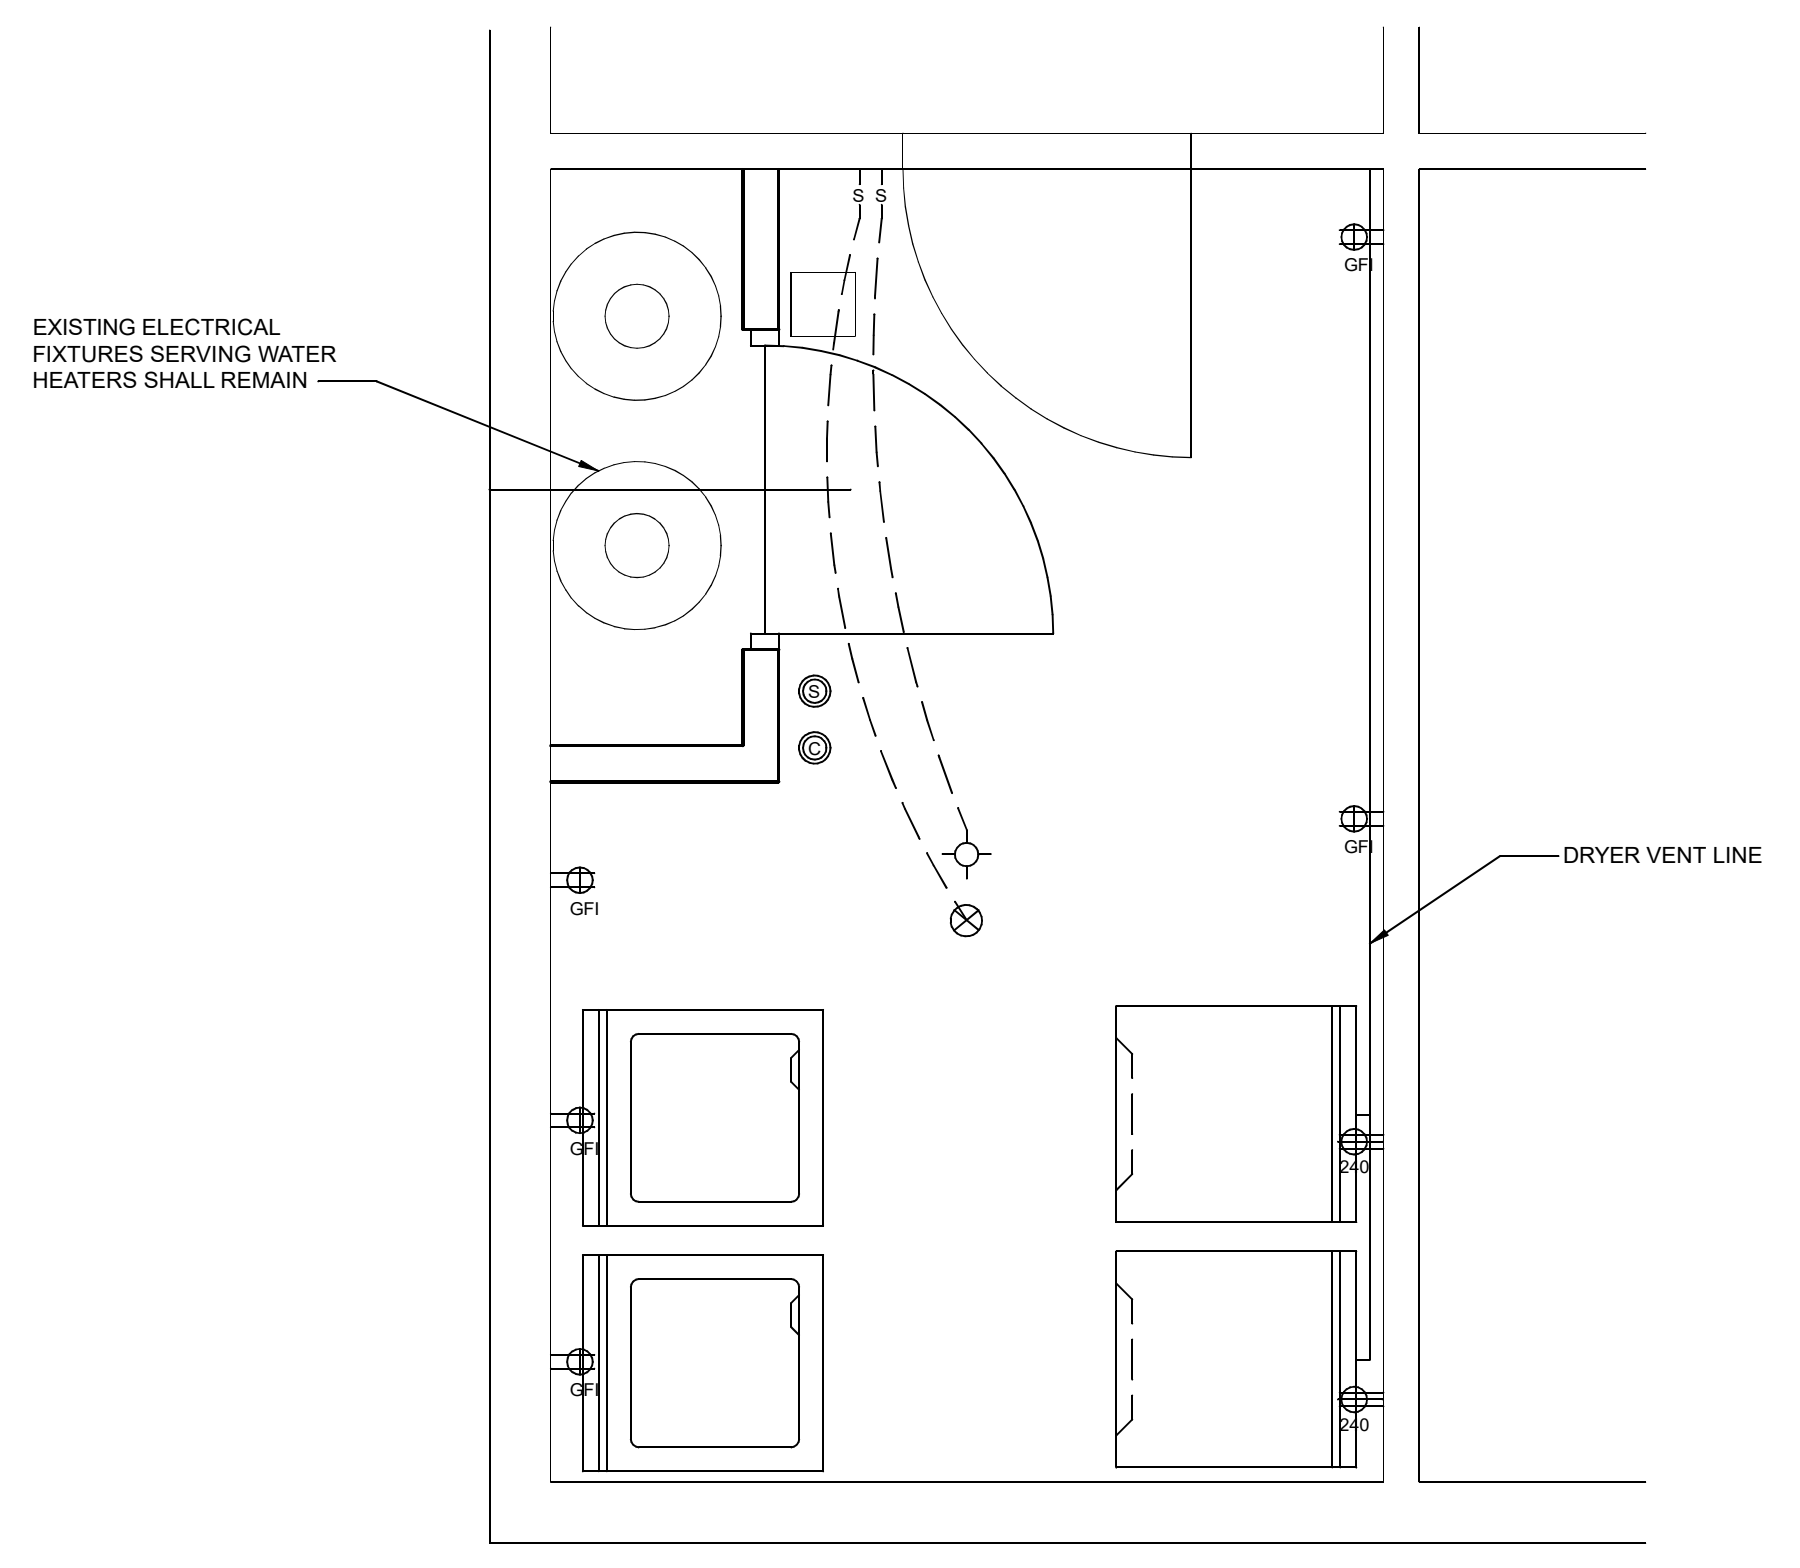 S S
GFI
EXISTING ELECTRICAL
FIXTURES SERVING WATER
HEATERS SHALL REMAIN
S
C
GFI
DRYER VENT LINE
GFI
GFI
240
GFI
240